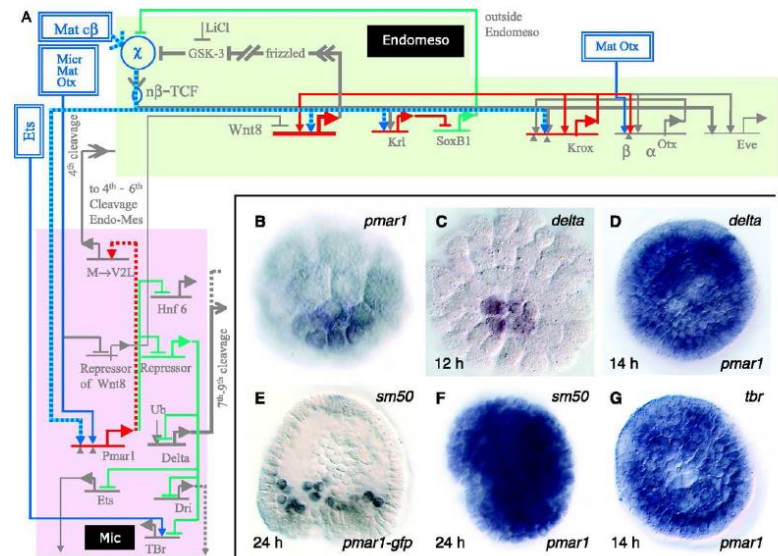 A
Mat cβ
χ
LiCl
GSK-3
frizzled
Endomeso
outside
Endomeso
Micr
Mat
Otx
Mat Otx
nβ-TCF
Ets
4th cleavage
Wnt8
Krl
SoxB1
Krox
β
α
Otx
Eve
to 4th - 6th
Cleavage
Endo-Mes
M→V2L
Hnf 6
Repressor
of Wnt8
Repressor
7th-9th cleavage
Ub
Pmar1
Delta
Ets
Dri
Mic
TBr
B
pmar1
C
delta
12 h
D
delta
14 h
pmar1
E
sm50
24 h
pmar1-gfp
F
sm50
24 h
pmar1
G
tbr
14 h
pmar1